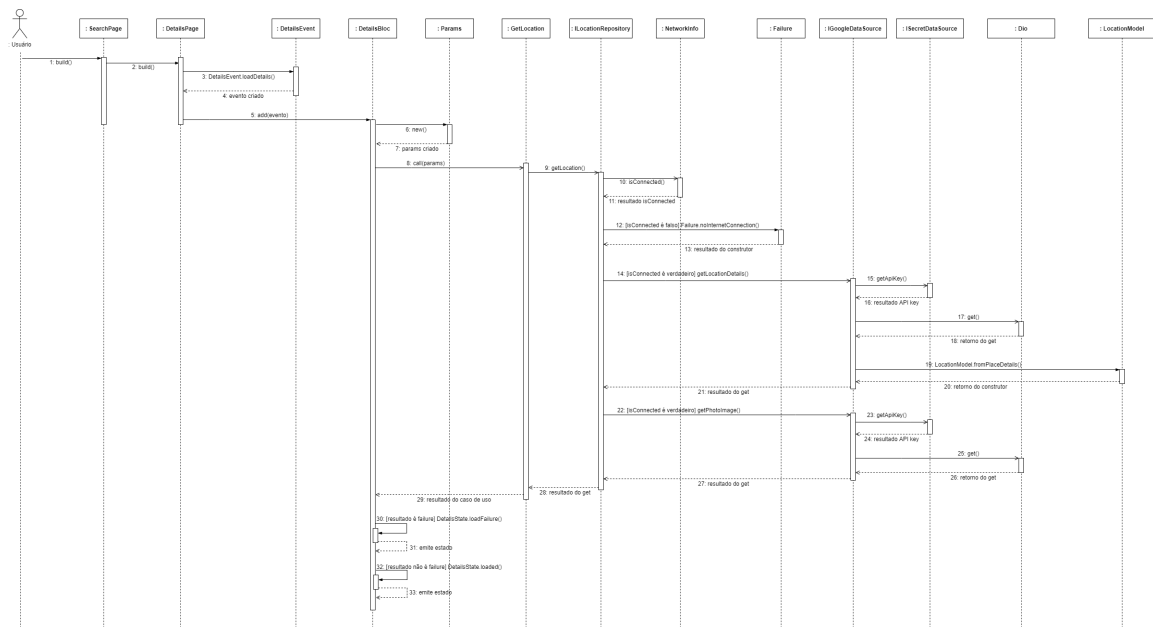 : Usuário
: SearchPage
: DetailsPage
: DetailsEvent
: DetailsBloc
: Params
: GetLocation
: ILocationRepository
: NetworkInfo
: Failure
: IGoogleDataSource
: ISecretDataSource
: Dio
: LocationModel
1: build()
2: build()
3: DetailsEvent.loadDetails()
4: evento criado
5: add(evento)
6: new()
7: params criado
8: call(params)
9: getLocation()
10: isConnected()
11: resultado isConnected
12: [isConnected é falso] Failure.noInternetConnection()
13: resultado do construtor
14: [isConnected é verdadeiro] getLocationDetails()
15: getApiKey()
16: resultado API key
17: get()
18: retorno do get
19: LocationModel.fromPlaceDetails()
20: retorno do construtor
21: resultado do get
22: [isConnected é verdadeiro] getPhotoImage()
23: getApiKey()
24: resultado API key
25: get()
26: retorno do get
27: resultado do get
28: resultado do get
29: resultado do caso de uso
30: [resultado é failure] DetailsState.loadFailure()
31: emite estado
32: [resultado não é failure] DetailsState.loaded()
33: emite estado